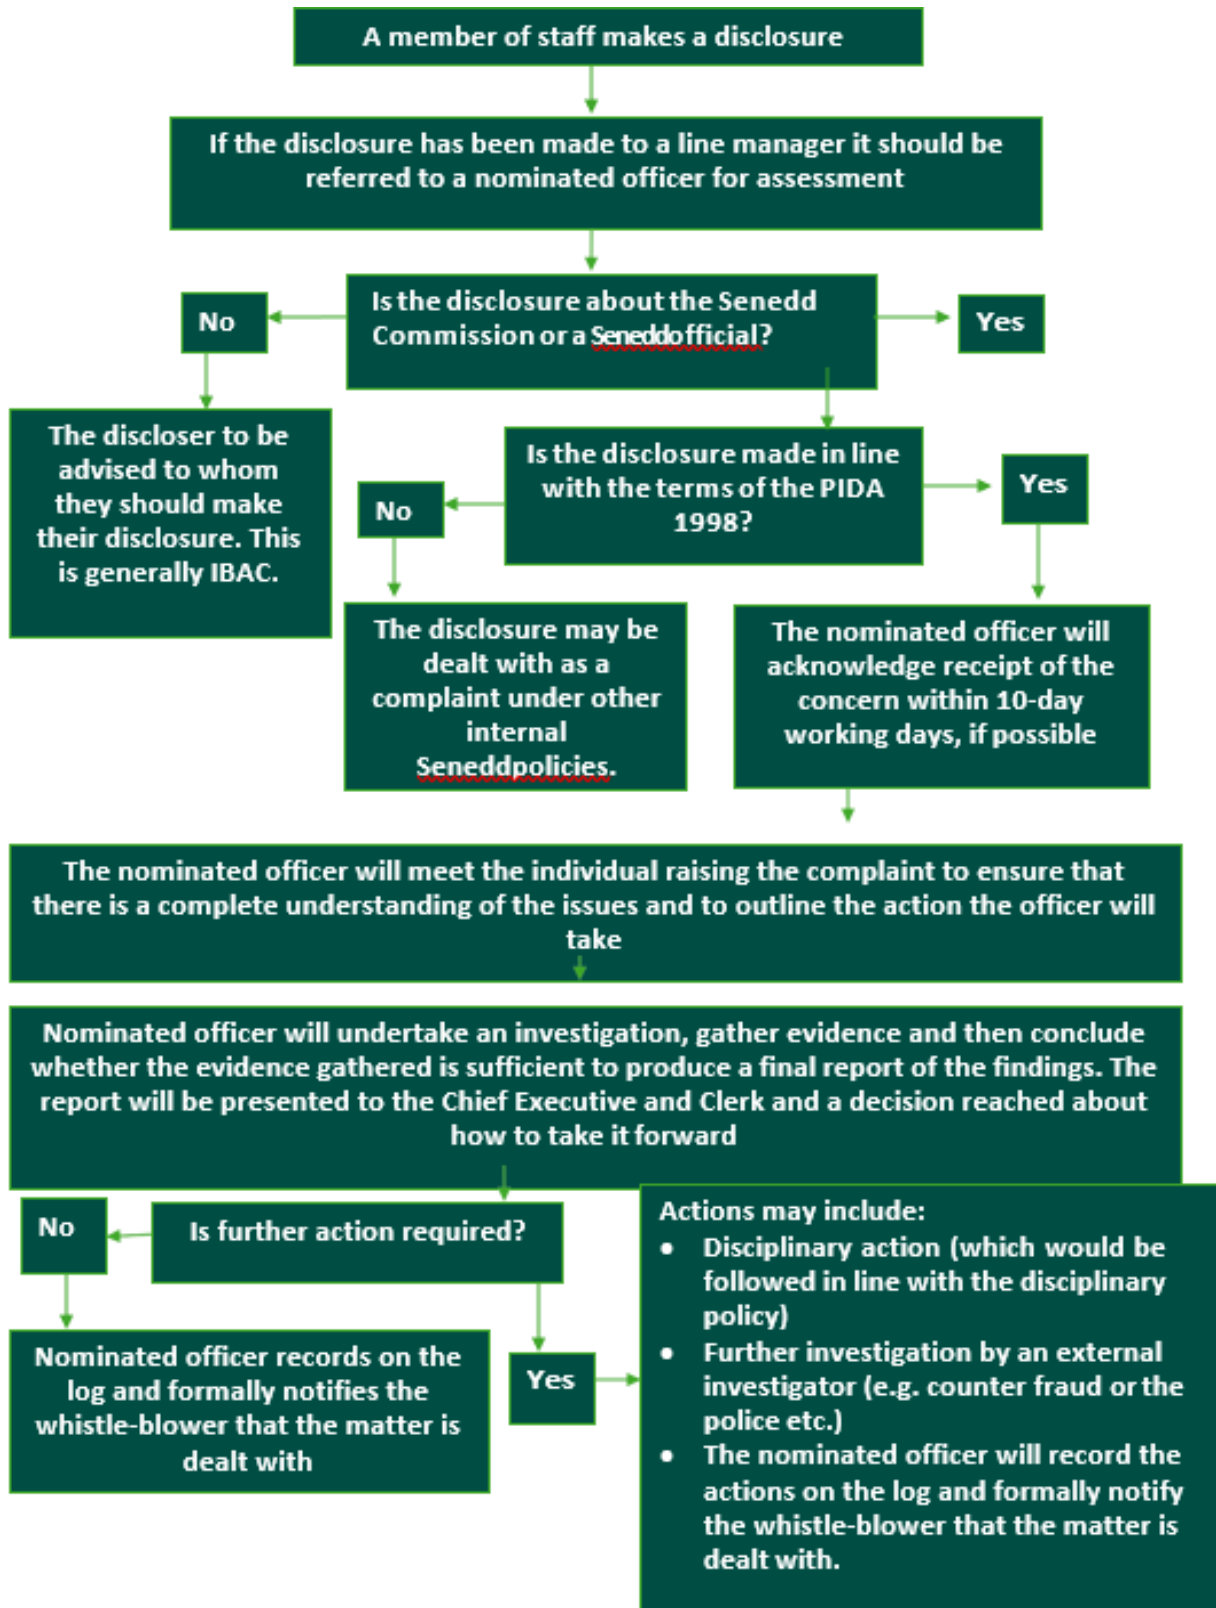 A member of staff makes a disclosure
If the disclosure has been made to a line manager it should be
referred to a nominated officer for assessment
Is the disclosure about the Senedd
Commission or a Seneddofficial?
No
Yes
The discloser to be
advised to whom
they should make
their disclosure. This
is generally IBAC.
Is the disclosure made in line
with the terms of the PIDA
1998?
No
Yes
The disclosure may be
dealt with as a
complaint under other
internal
Seneddpolicies.
The nominated officer will
acknowledge receipt of the
concern within 10-day
working days, if possible
The nominated officer will meet the individual raising the complaint to ensure that
there is a complete understanding of the issues and to outline the action the officer will
take
Nominated officer will undertake an investigation, gather evidence and then conclude
whether the evidence gathered is sufficient to produce a final report of the findings. The
report will be presented to the Chief Executive and Clerk and a decision reached about
how to take it forward
Is further action required?
No
Nominated officer records on the
log and formally notifies the
whistle-blower that the matter is
dealt with
Yes
Actions may include:
• Disciplinary action (which would be
followed in line with the disciplinary
policy)
• Further investigation by an external
investigator (e.g. counter fraud or the
police etc.)
• The nominated officer will record the
actions on the log and formally notify
the whistle-blower that the matter is
dealt with.